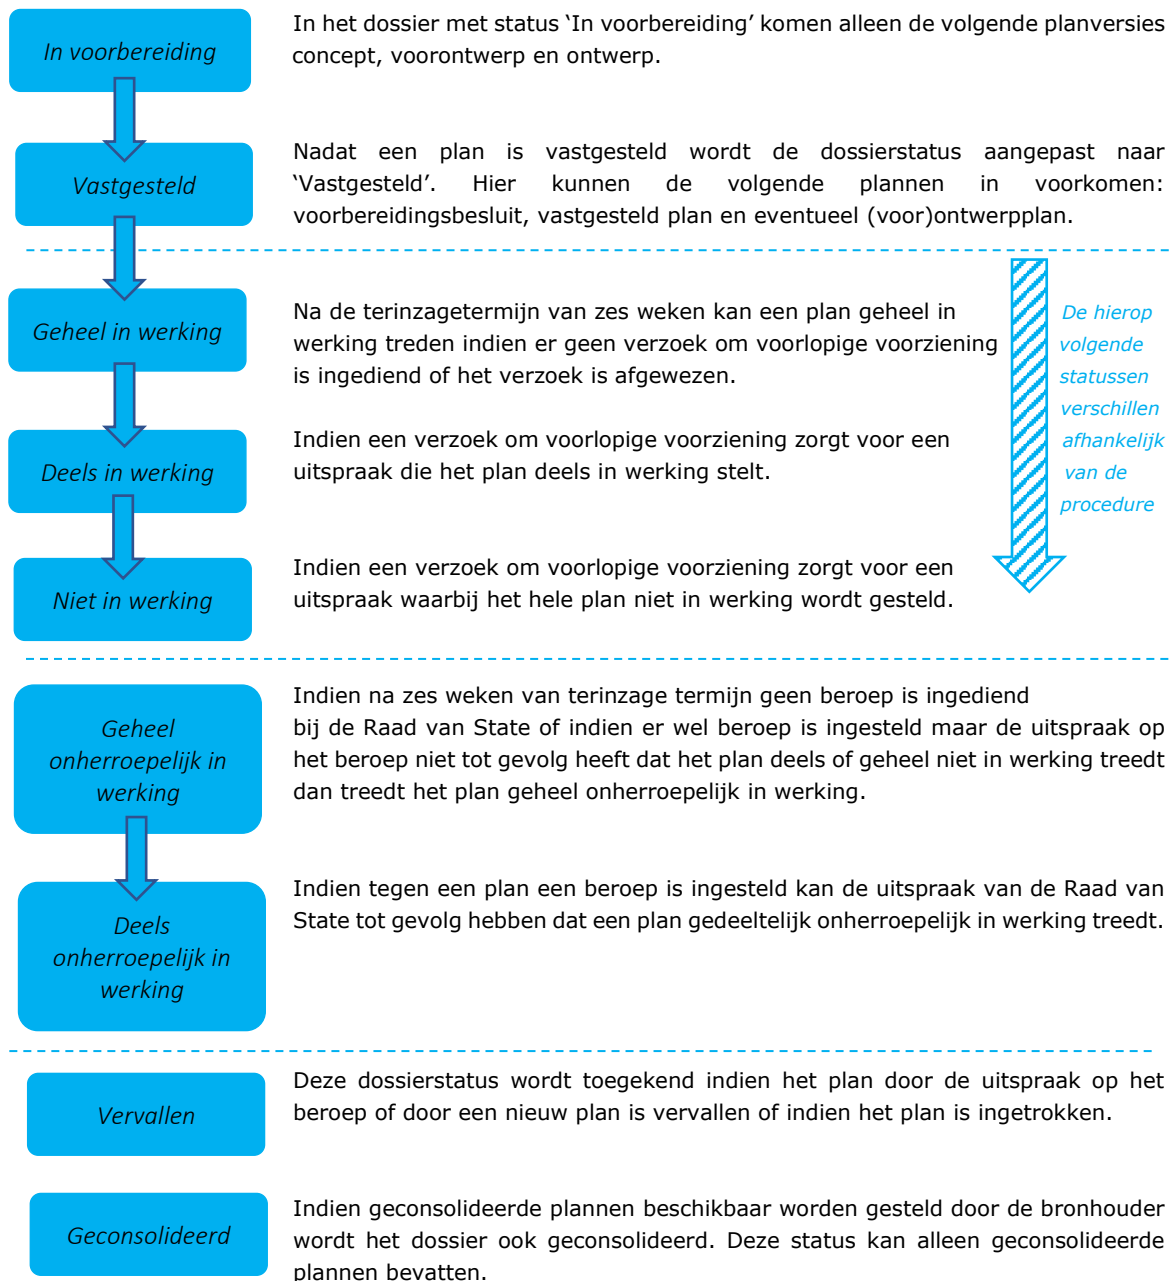 In voorbereiding
In het dossier met status ‘In voorbereiding’ komen alleen de volgende planversies
concept, voorontwerp en ontwerp.
Vastgesteld
Nadat een plan is vastgesteld wordt de dossierstatus aangepast naar
‘Vastgesteld’. Hier kunnen de volgende plannen in voorkomen:
voorbereidingsbesluit, vastgesteld plan en eventueel (voor)ontwerpplan.
Geheel in werking
Na de terinzagetermijn van zes weken kan een plan geheel in
werking treden indien er geen verzoek om voorlopige voorziening
is ingediend of het verzoek is afgewezen.
De hierop
volgende
statussen
verschillen
afhankelijk
van de
procedure
Deels in werking
Indien een verzoek om voorlopige voorziening zorgt voor een
uitspraak die het plan deels in werking stelt.
Niet in werking
Indien een verzoek om voorlopige voorziening zorgt voor een
uitspraak waarbij het hele plan niet in werking wordt gesteld.
Geheel
onherroepelijk in
werking
Indien na zes weken van terinzage termijn geen beroep is ingediend
bij de Raad van State of indien er wel beroep is ingesteld maar de uitspraak op
het beroep niet tot gevolg heeft dat het plan deels of geheel niet in werking treedt
dan treedt het plan geheel onherroepelijk in werking.
Deels
onherroepelijk in
werking
Indien tegen een plan een beroep is ingesteld kan de uitspraak van de Raad van
State tot gevolg hebben dat een plan gedeeltelijk onherroepelijk in werking treedt.
Vervallen
Deze dossierstatus wordt toegekend indien het plan door de uitspraak op het
beroep of door een nieuw plan is vervallen of indien het plan is ingetrokken.
Geconsolideerd
Indien geconsolideerde plannen beschikbaar worden gesteld door de bronhouder
wordt het dossier ook geconsolideerd. Deze status kan alleen geconsolideerde
plannen bevatten.